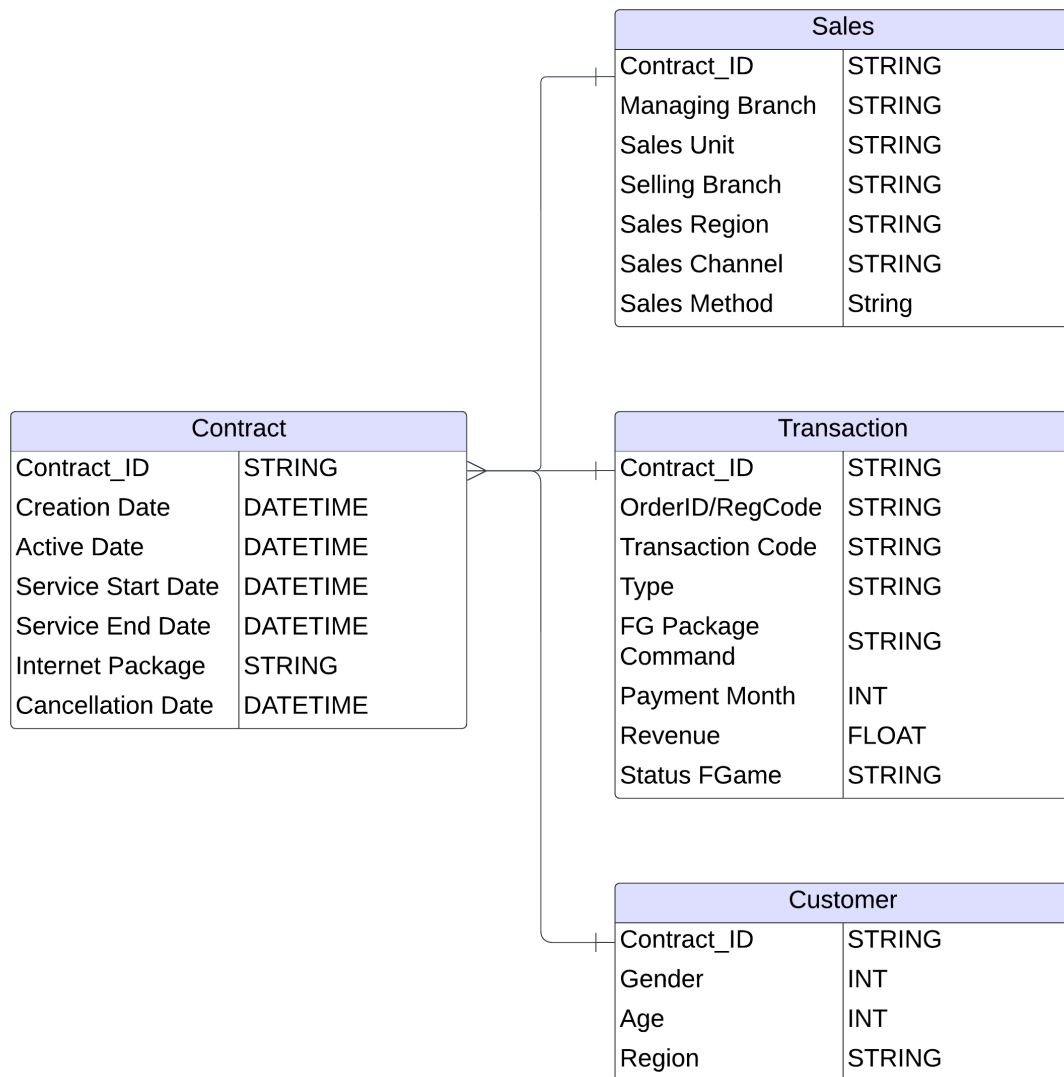 Sales
Contract_ID STRING
Managing Branch STRING
Sales Unit STRING
Selling Branch STRING
Sales Region STRING
Sales Channel STRING
Sales Method String
Contract
Contract_ID STRING
Creation Date DATETIME
Active Date DATETIME
Service Start Date DATETIME
Service End Date DATETIME
Internet Package STRING
Cancellation Date DATETIME
Transaction
Contract_ID STRING
OrderID/RegCode STRING
Transaction Code STRING
Type STRING
FG Package
Command STRING
Payment Month INT
Revenue FLOAT
Status FGame STRING
Customer
Contract_ID STRING
Gender INT
Age INT
Region STRING